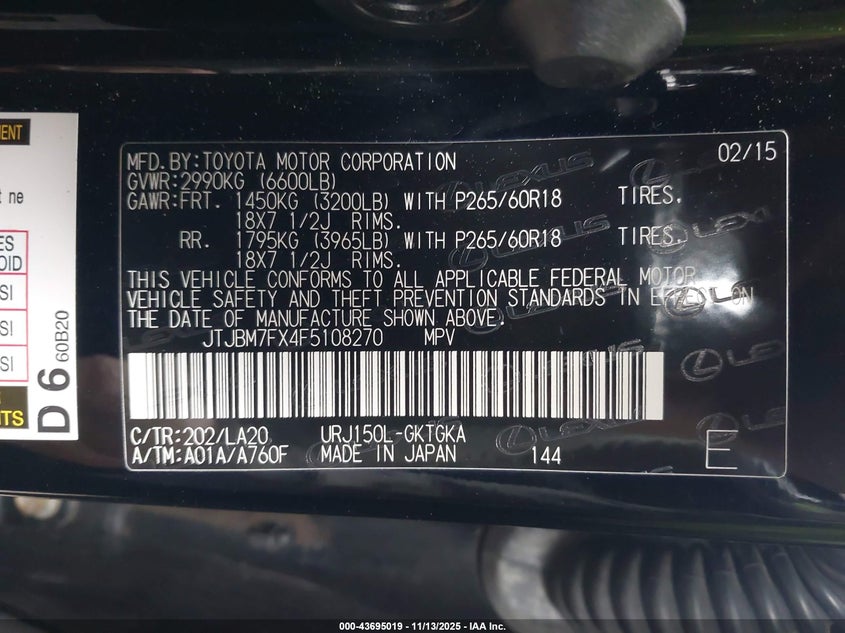 02/15
MFD.BY:TOYOTA MOTOR CORPORATION
GVWR:2990KG (6600LB)
GAWR:FRT. 1450KG (3200LB) WITH P265/60R18 TIRES.
18X7 1/2J RIMS.
RR. 1795KG (3965LB) WITH P265/60R18 TIRES.
18X7 1/2J RIMS.
THIS VEHICLE CONFORMS TO ALL APPLICABLE FEDERAL MOTOR
VEHICLE SAFETY AND THEFT PREVENTION STANDARDS IN EFFECT ON
THE DATE OF MANUFACTURE SHOWN ABOVE.
JTJBM7FX4F5108270 MPV
C/TR:202/LA20 URJ150L-GKTGKA
A/TM:A01A/A760F MADE IN JAPAN 144 E
LEXUS
D 6 60B20
000-43695019 - 11/13/2025 - IAA Inc.